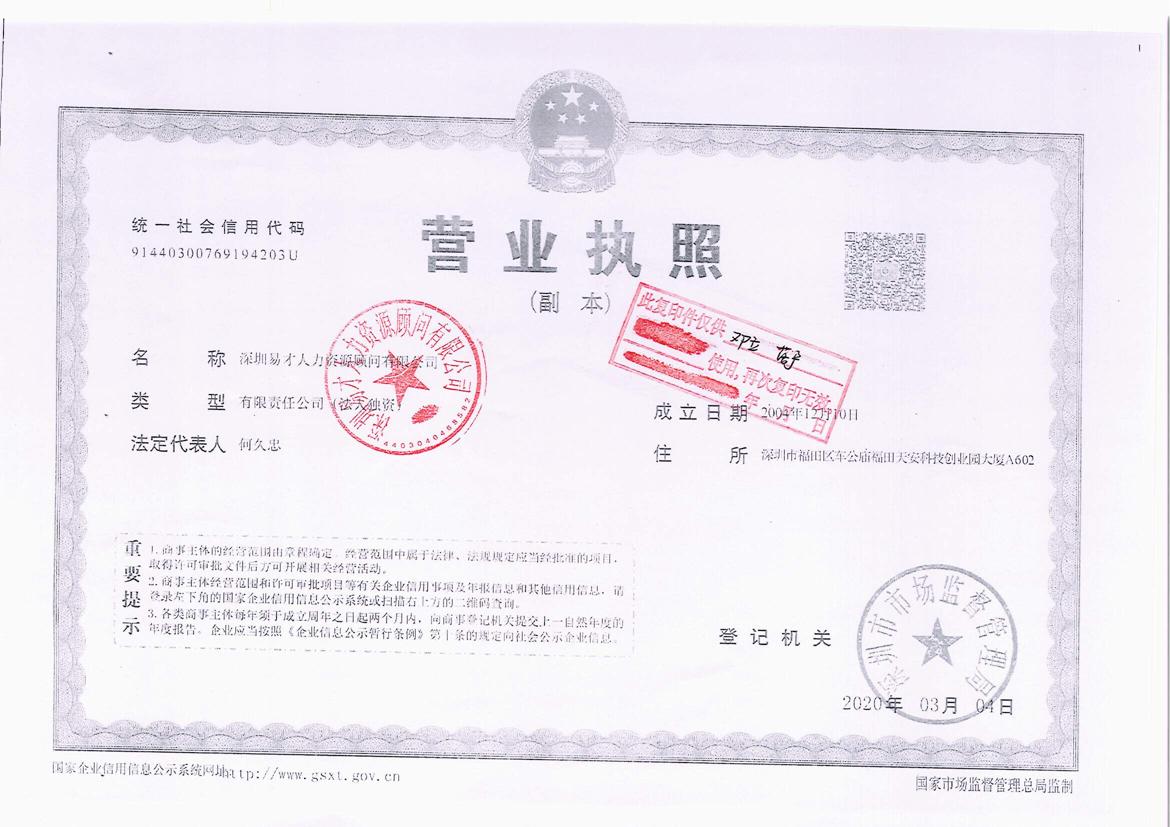 统一社会信用代码
91440300769194203U
营业执照
(副 本)
此复印件仅供
使用,再次复印无效
年 月 日
名 称 深圳易才人力资源顾问有限公司
类 型 有限责任公司(法人独资)
法定代表人 何久忠
成立日期
住 所 深圳市福田区车公庙福田天安科技创业园大厦A602
深圳易才人力资源顾问有限公司
重要提示
1. 商事主体的经营范围由章程确定。经营范围中属于法律、法规规定应当经批准的项目,
取得许可审批文件后方可开展相关经营活动。
2. 商事主体经营范围和许可审批项目等有关企业信用事项及年报信息和其他信用信息,请
登录左下角的国家企业信用信息公示系统或扫描右上方的二维码查询。
3. 各类商事主体每年须于成立周年之日起两个月内,向商事登记机关提交上一自然年度的
年度报告。企业应当按照《企业信息公示暂行条例》第十条的规定向社会公示企业信息。
登记机关
深圳市市场监督管理局
2020年 03月 04日
国家企业信用信息公示系统网址http://www.gsxt.gov.cn
国家市场监督管理总局监制